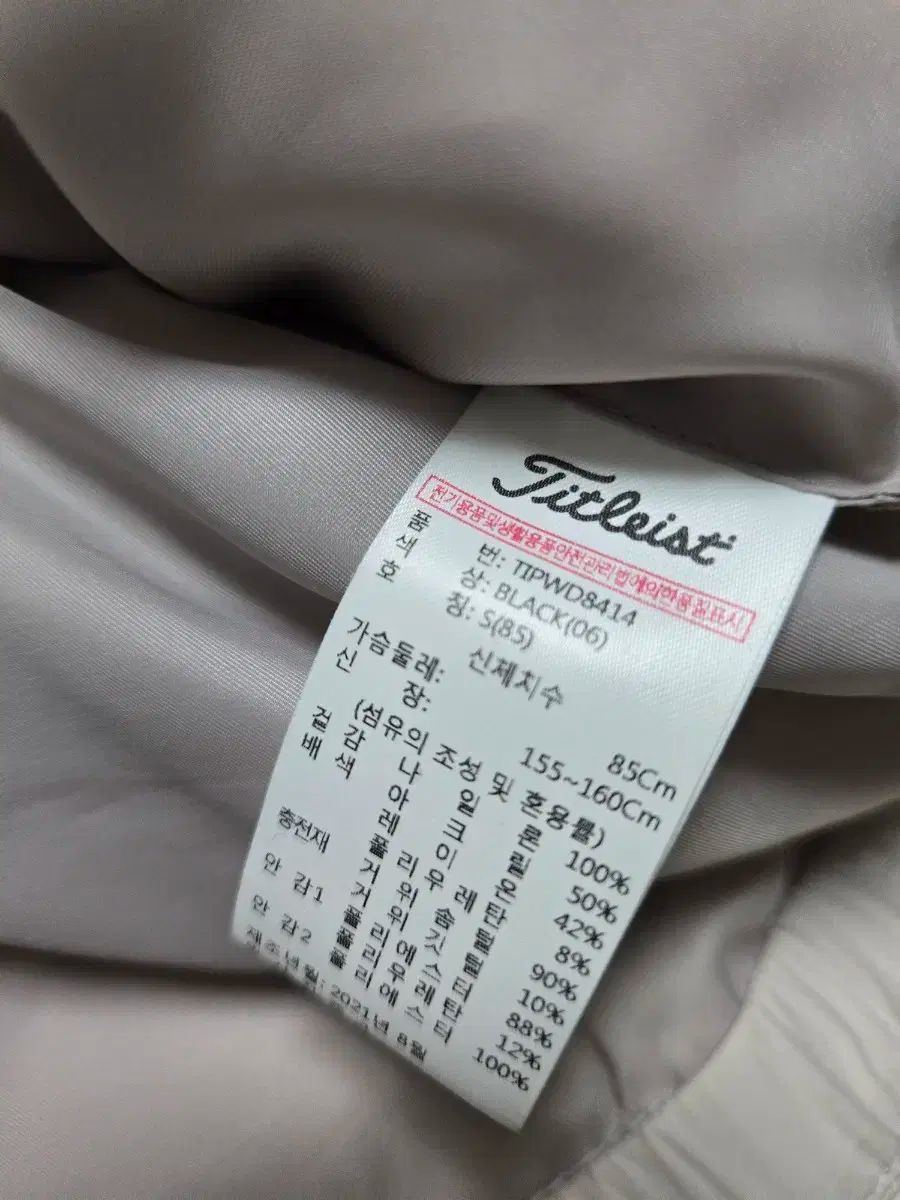 Titleist
전기용품및생활용품안전관리법에의한품질표시
품 번: TIPWD8414
색 상: BLACK(06)
호 칭: S(85)
신체치수
가슴둘레: 85Cm
신 장: 155~160Cm
(섬유의 조성 및 혼용률)
겉 감 나 일 론 100%
배 색 아 크 릴 50%
레 이 온 42%
폴 리 우 레 탄 8%
충전재 거 위 솜 털 90%
거 위 깃 털 10%
안 감1 폴 리 에 스 터 88%
폴 리 우 레 탄 12%
안 감2 폴 리 에 스 터 100%
제조년월: 2021년 8월